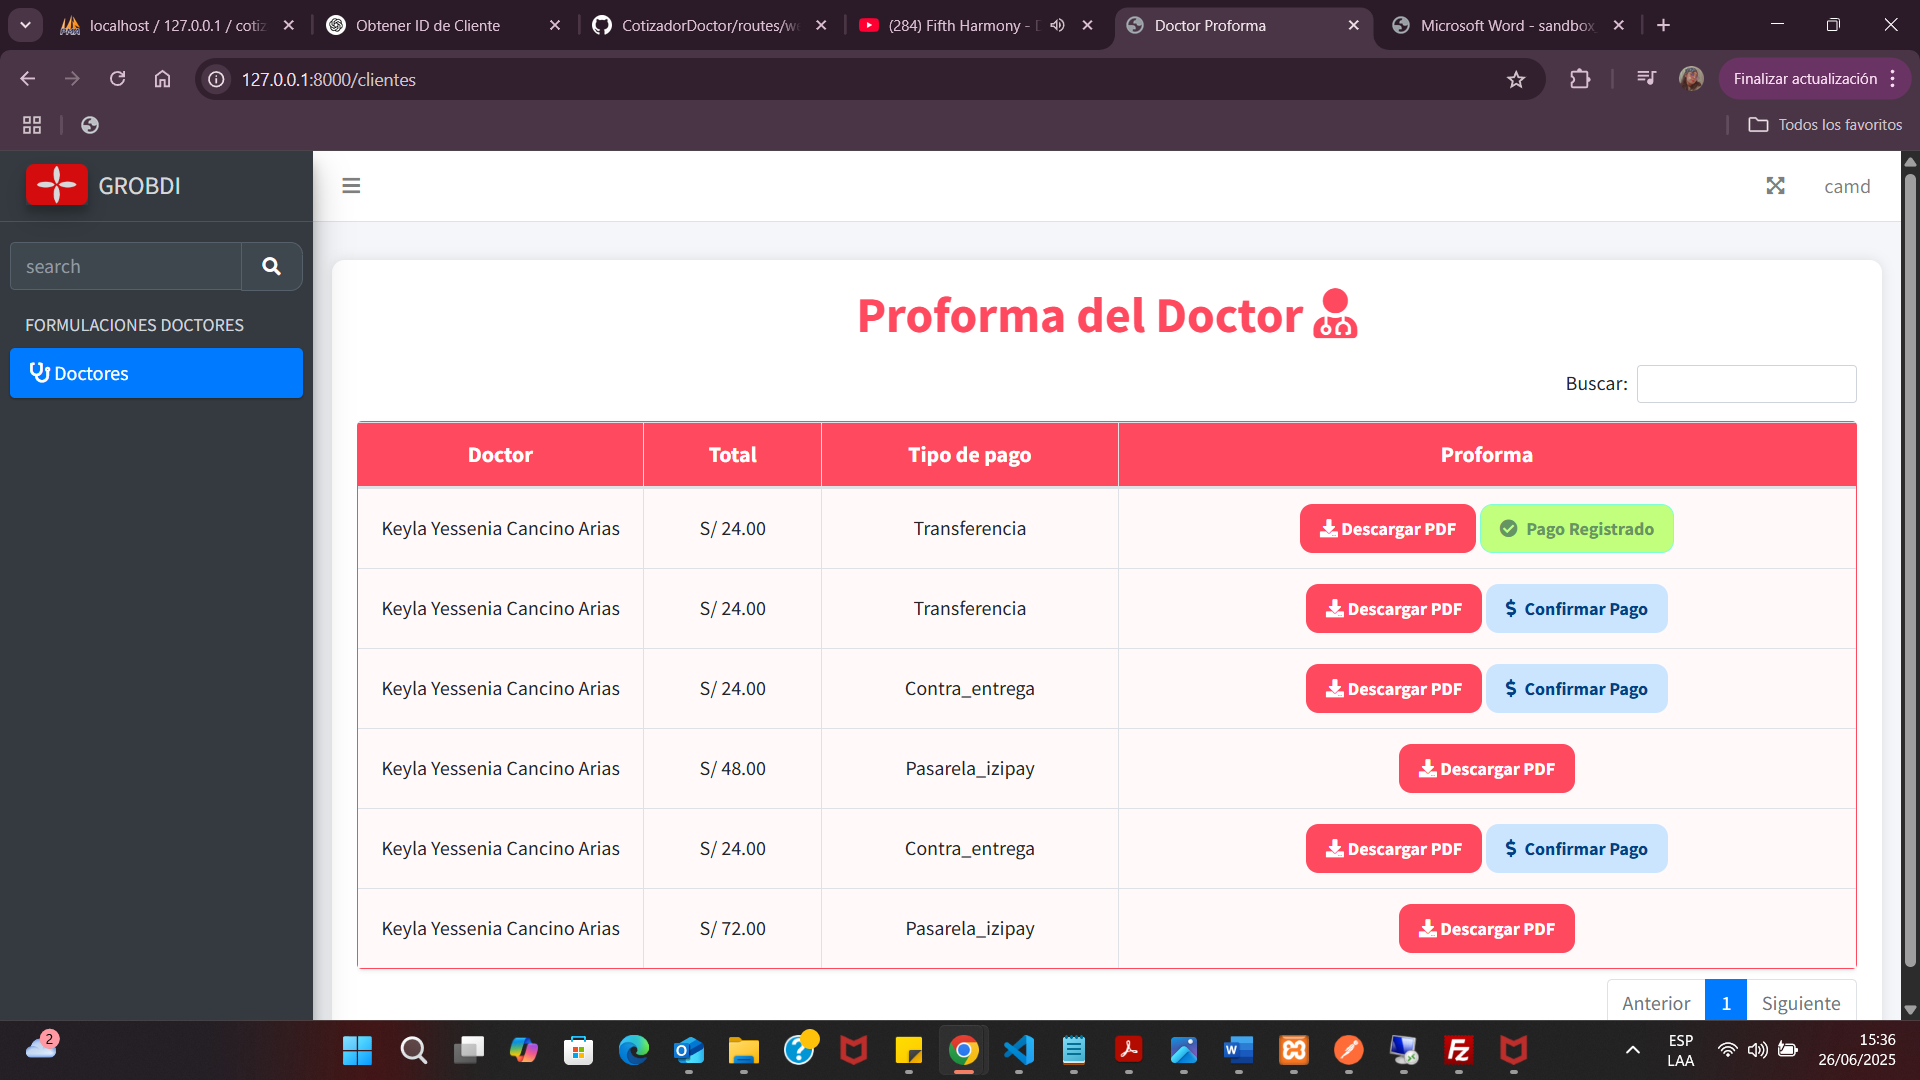 localhost / 127.0.0.1 / cotiz
Obtener ID de Cliente
CotizadorDoctor/routes/we
(284) Fifth Harmony - D
Doctor Proforma
Microsoft Word - sandbox_
127.0.0.1:8000/clientes
Finalizar actualización
Todos los favoritos
GROBDI
camd
search
FORMULACIONES DOCTORES
Doctores
Proforma del Doctor
Buscar:
Doctor Total Tipo de pago Proforma
Keyla Yessenia Cancino Arias S/ 24.00 Transferencia Descargar PDF Pago Registrado
Keyla Yessenia Cancino Arias S/ 24.00 Transferencia Descargar PDF Confirmar Pago
Keyla Yessenia Cancino Arias S/ 24.00 Contra_entrega Descargar PDF Confirmar Pago
Keyla Yessenia Cancino Arias S/ 48.00 Pasarela_izipay Descargar PDF
Keyla Yessenia Cancino Arias S/ 24.00 Contra_entrega Descargar PDF Confirmar Pago
Keyla Yessenia Cancino Arias S/ 72.00 Pasarela_izipay Descargar PDF
Anterior 1 Siguiente
2
ESP
LAA
15:36
26/06/2025